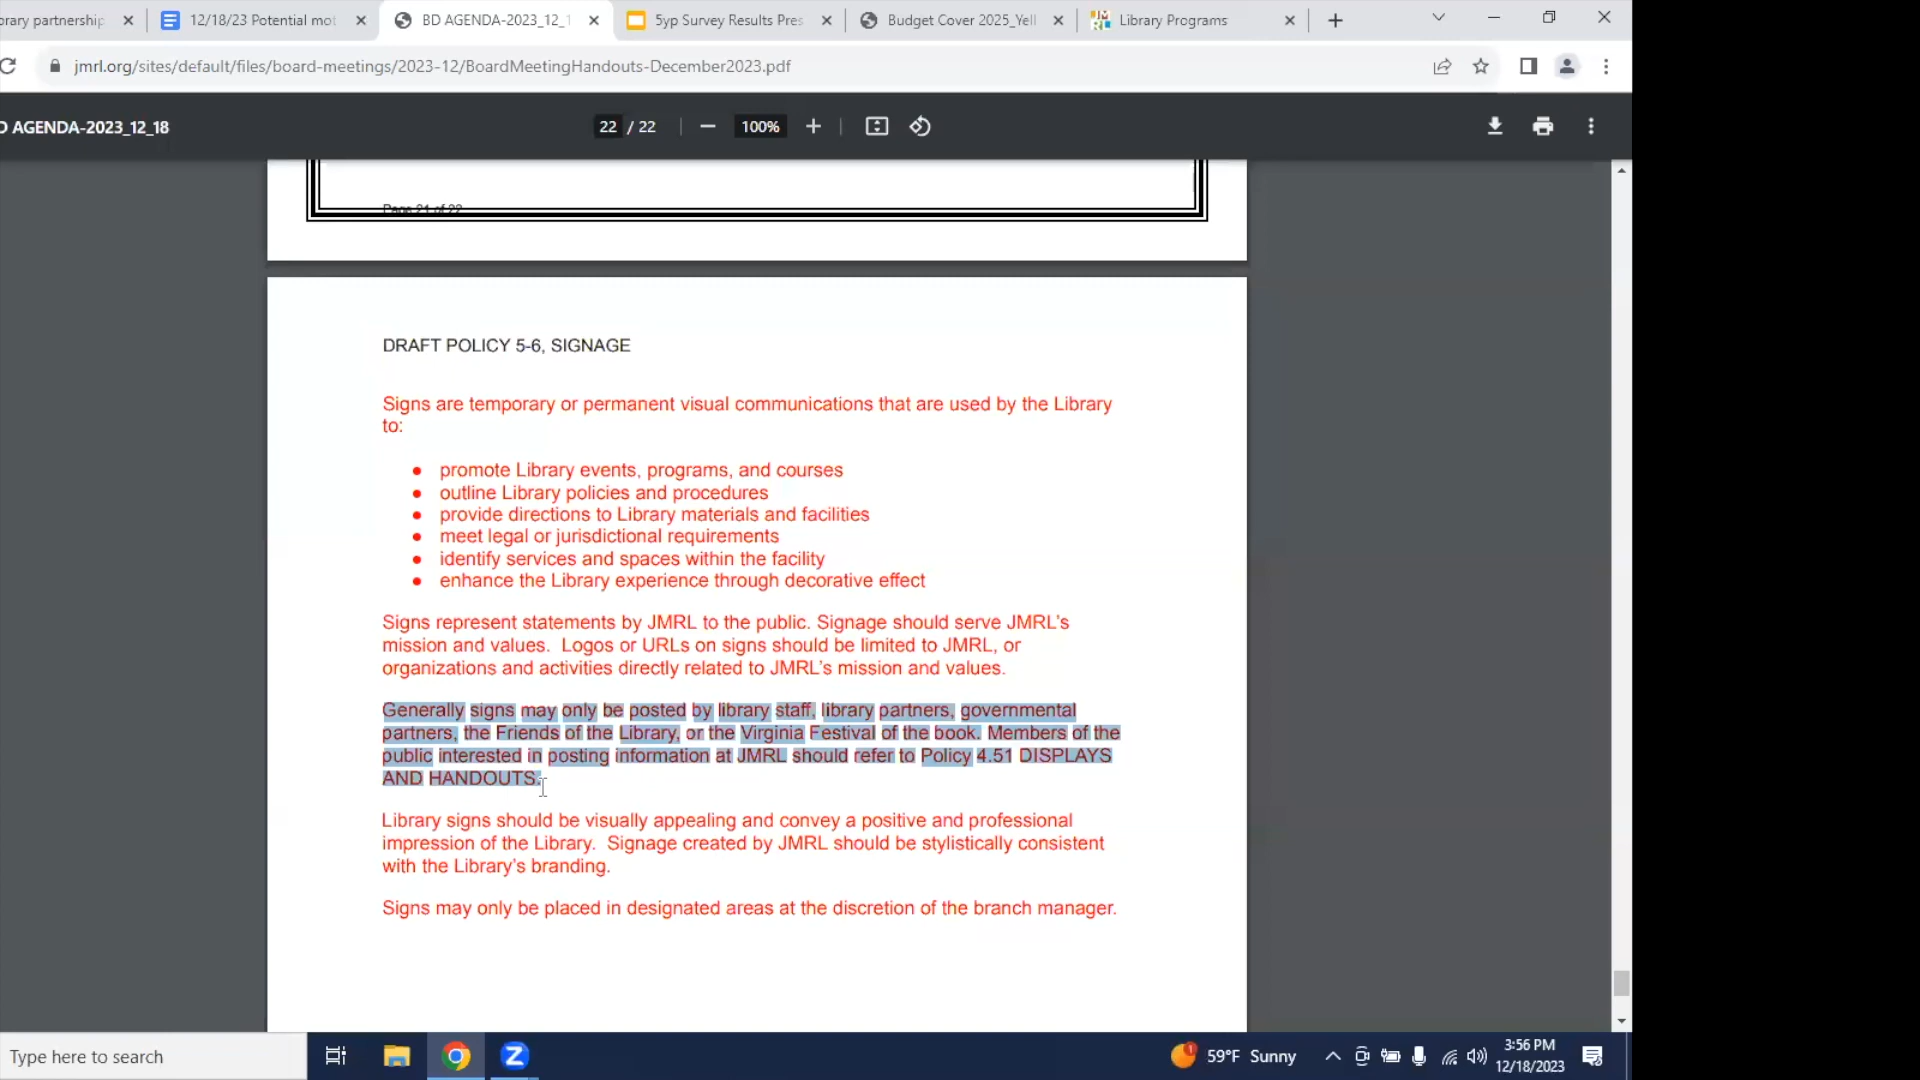 brary partnership
12/18/23 Potential mot
BD AGENDA-2023_12_1
5yp Survey Results Pres
Budget Cover 2025_Yell
Library Programs
jmrl.org/sites/default/files/board-meetings/2023-12/BoardMeetingHandouts-December2023.pdf
D AGENDA-2023_12_18
22 / 22
100%
Page 21 of 22
DRAFT POLICY 5-6, SIGNAGE
Signs are temporary or permanent visual communications that are used by the Library
to:
● promote Library events, programs, and courses
● outline Library policies and procedures
● provide directions to Library materials and facilities
● meet legal or jurisdictional requirements
● identify services and spaces within the facility
● enhance the Library experience through decorative effect
Signs represent statements by JMRL to the public. Signage should serve JMRL's
mission and values. Logos or URLs on signs should be limited to JMRL, or
organizations and activities directly related to JMRL's mission and values.
Generally signs may only be posted by library staff, library partners, governmental
partners, the Friends of the Library, or the Virginia Festival of the book. Members of the
public interested in posting information at JMRL should refer to Policy 4.51 DISPLAYS
AND HANDOUTS.
Library signs should be visually appealing and convey a positive and professional
impression of the Library. Signage created by JMRL should be stylistically consistent
with the Library's branding.
Signs may only be placed in designated areas at the discretion of the branch manager.
Type here to search
59°F Sunny
3:56 PM
12/18/2023